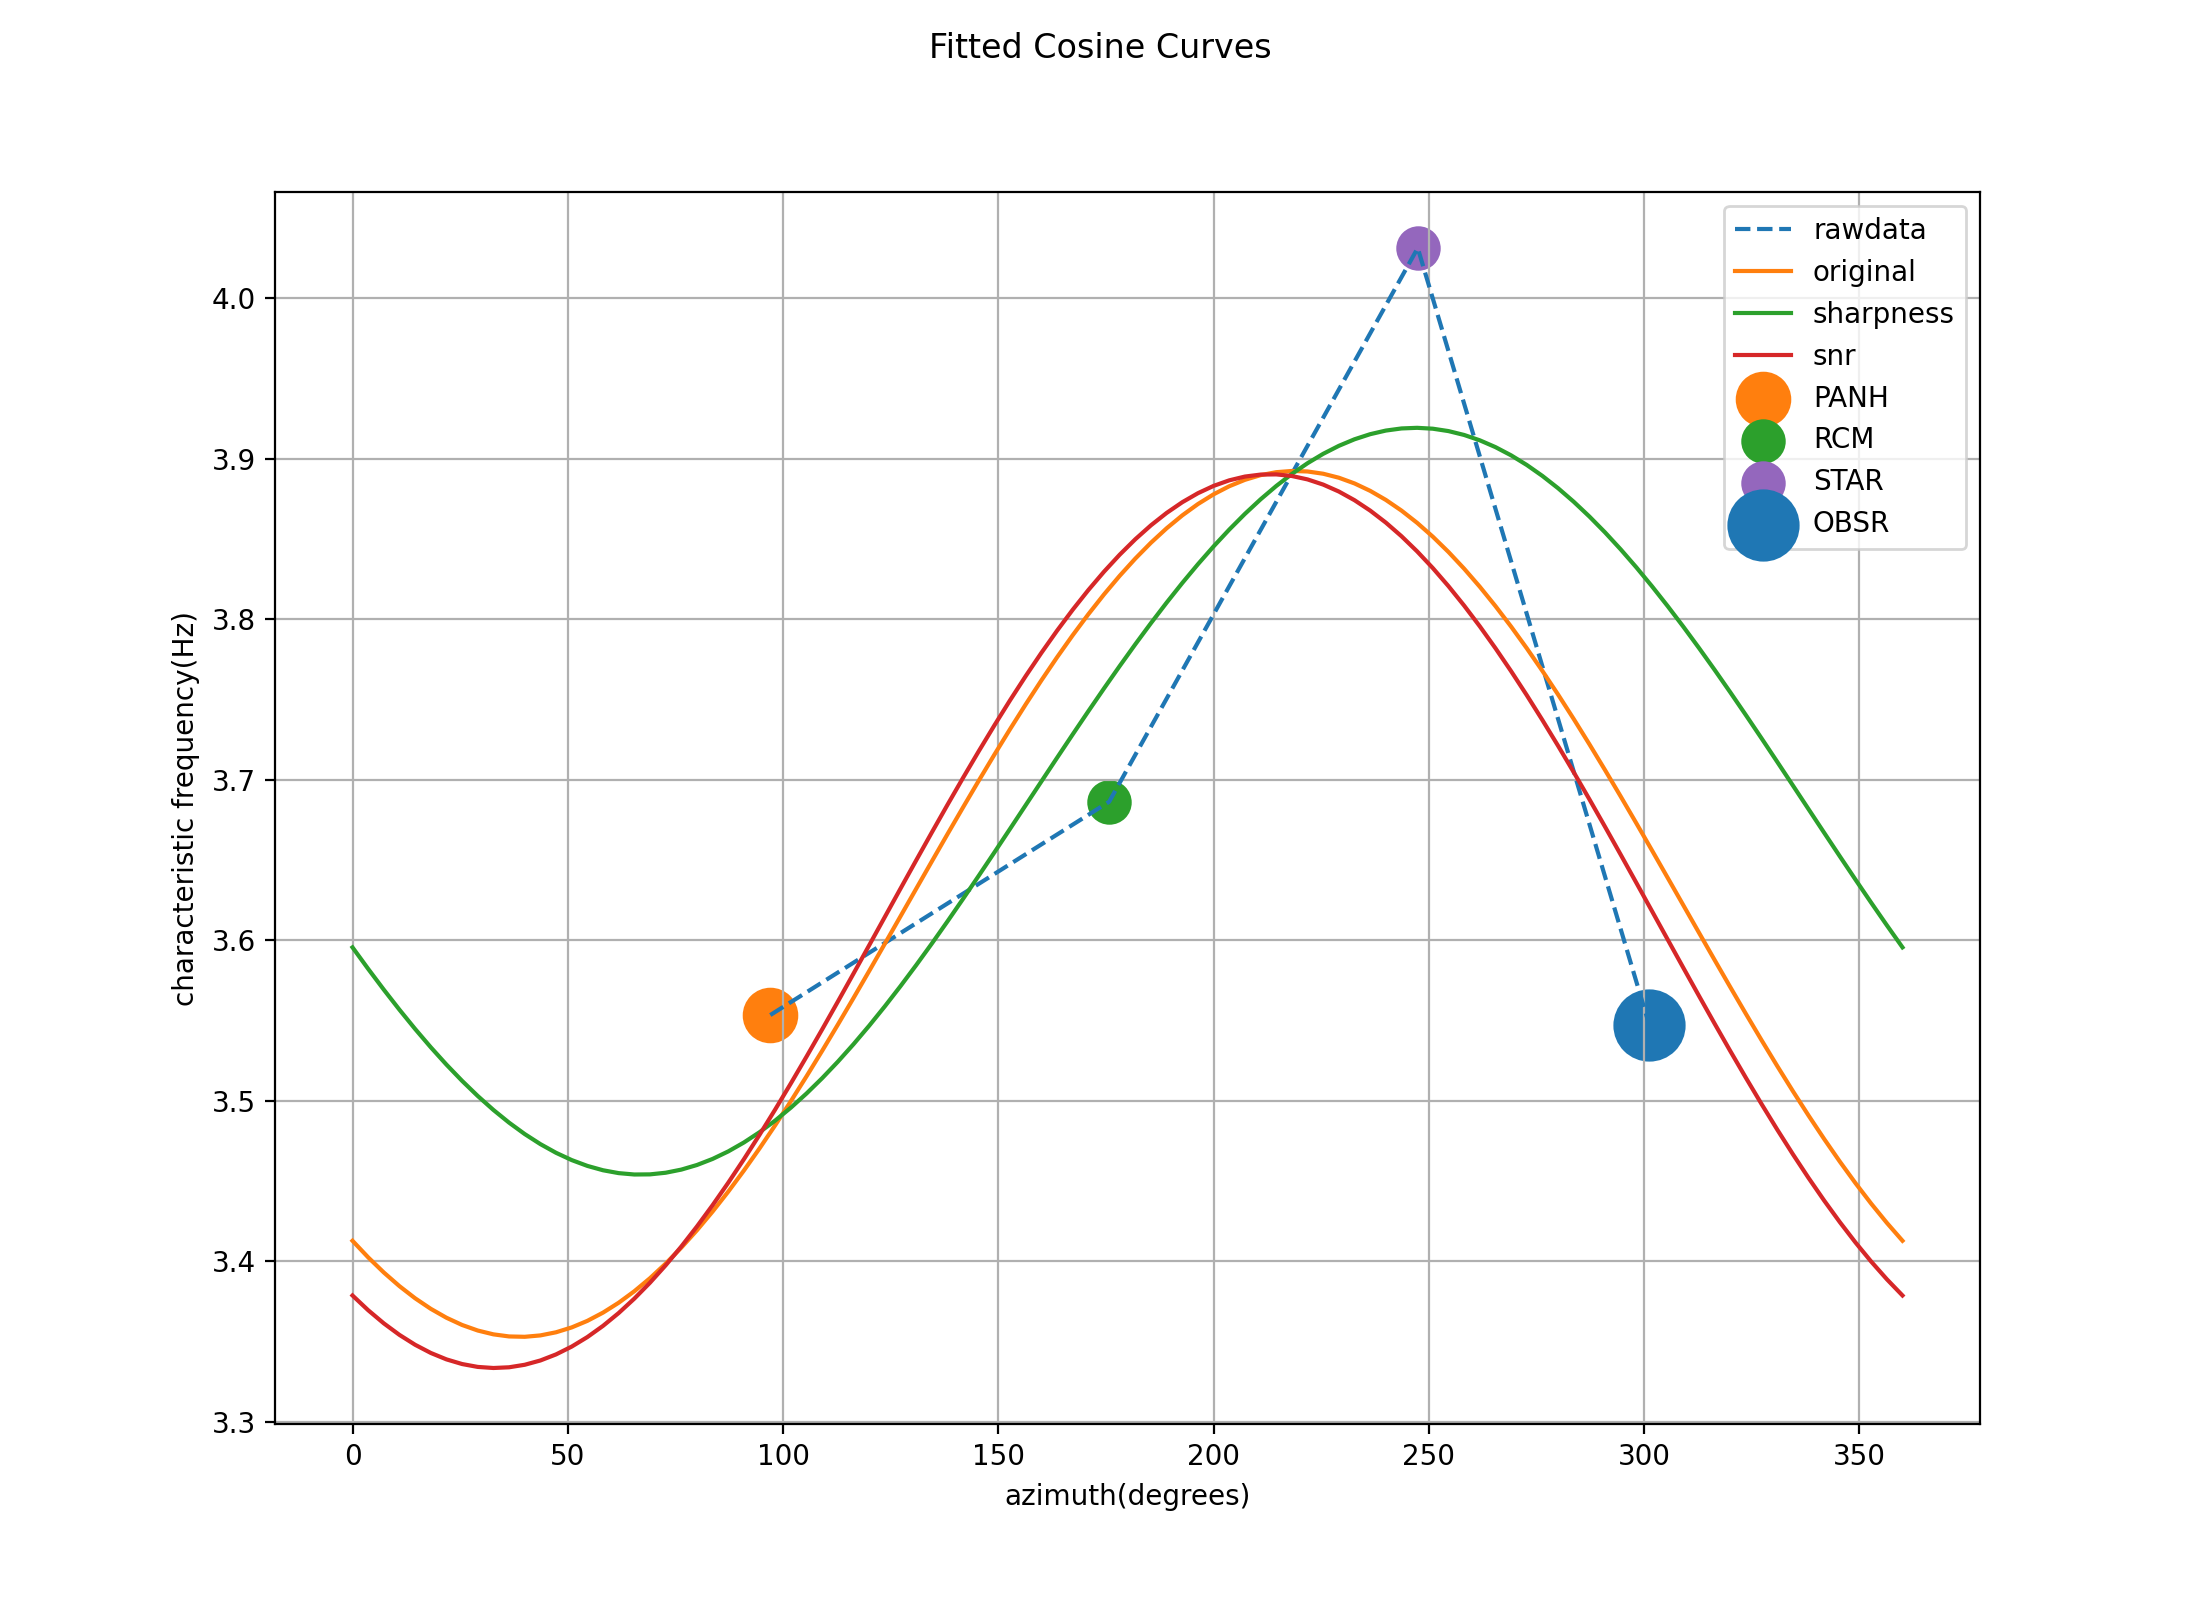 Fitted Cosine Curves
rawdata
original
sharpness
snr
PANH
RCM
STAR
OBSR
characteristic frequency(Hz)
4.0
3.9
3.8
3.7
3.6
3.5
3.4
3.3
0 50 100 150 200 250 300 350
azimuth(degrees)